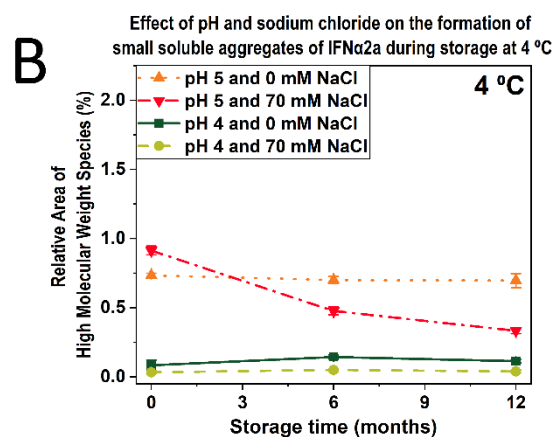 B
Effect of pH and sodium chloride on the formation of
small soluble aggregates of IFNα2a during storage at 4 ºC
Relative Area of
High Molecular Weight Species (%)
2.0
1.5
1.0
0.5
0.0
pH 5 and 0 mM NaCl
pH 5 and 70 mM NaCl
pH 4 and 0 mM NaCl
pH 4 and 70 mM NaCl
4 ºC
0 3 6 9 12
Storage time (months)